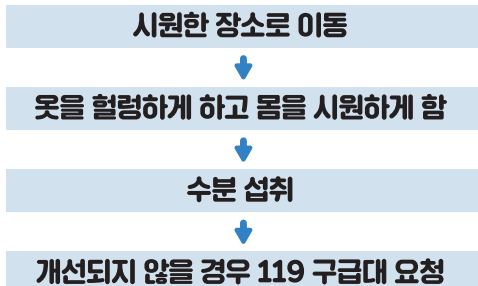 시원한 장소로 이동
옷을 헐렁하게 하고 몸을 시원하게 함
수분 섭취
개선되지 않을 경우 119 구급대 요청